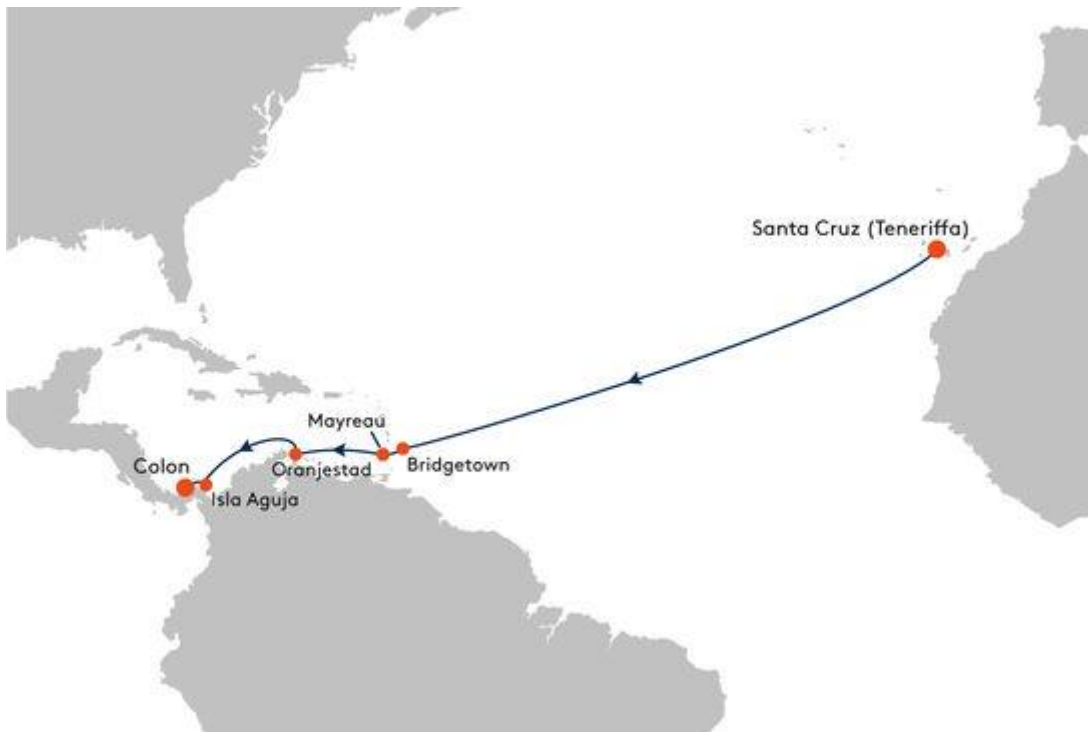 Santa Cruz (Teneriffa)
Mayreau
Bridgetown
Oranjestad
Colon
Isla Aguja